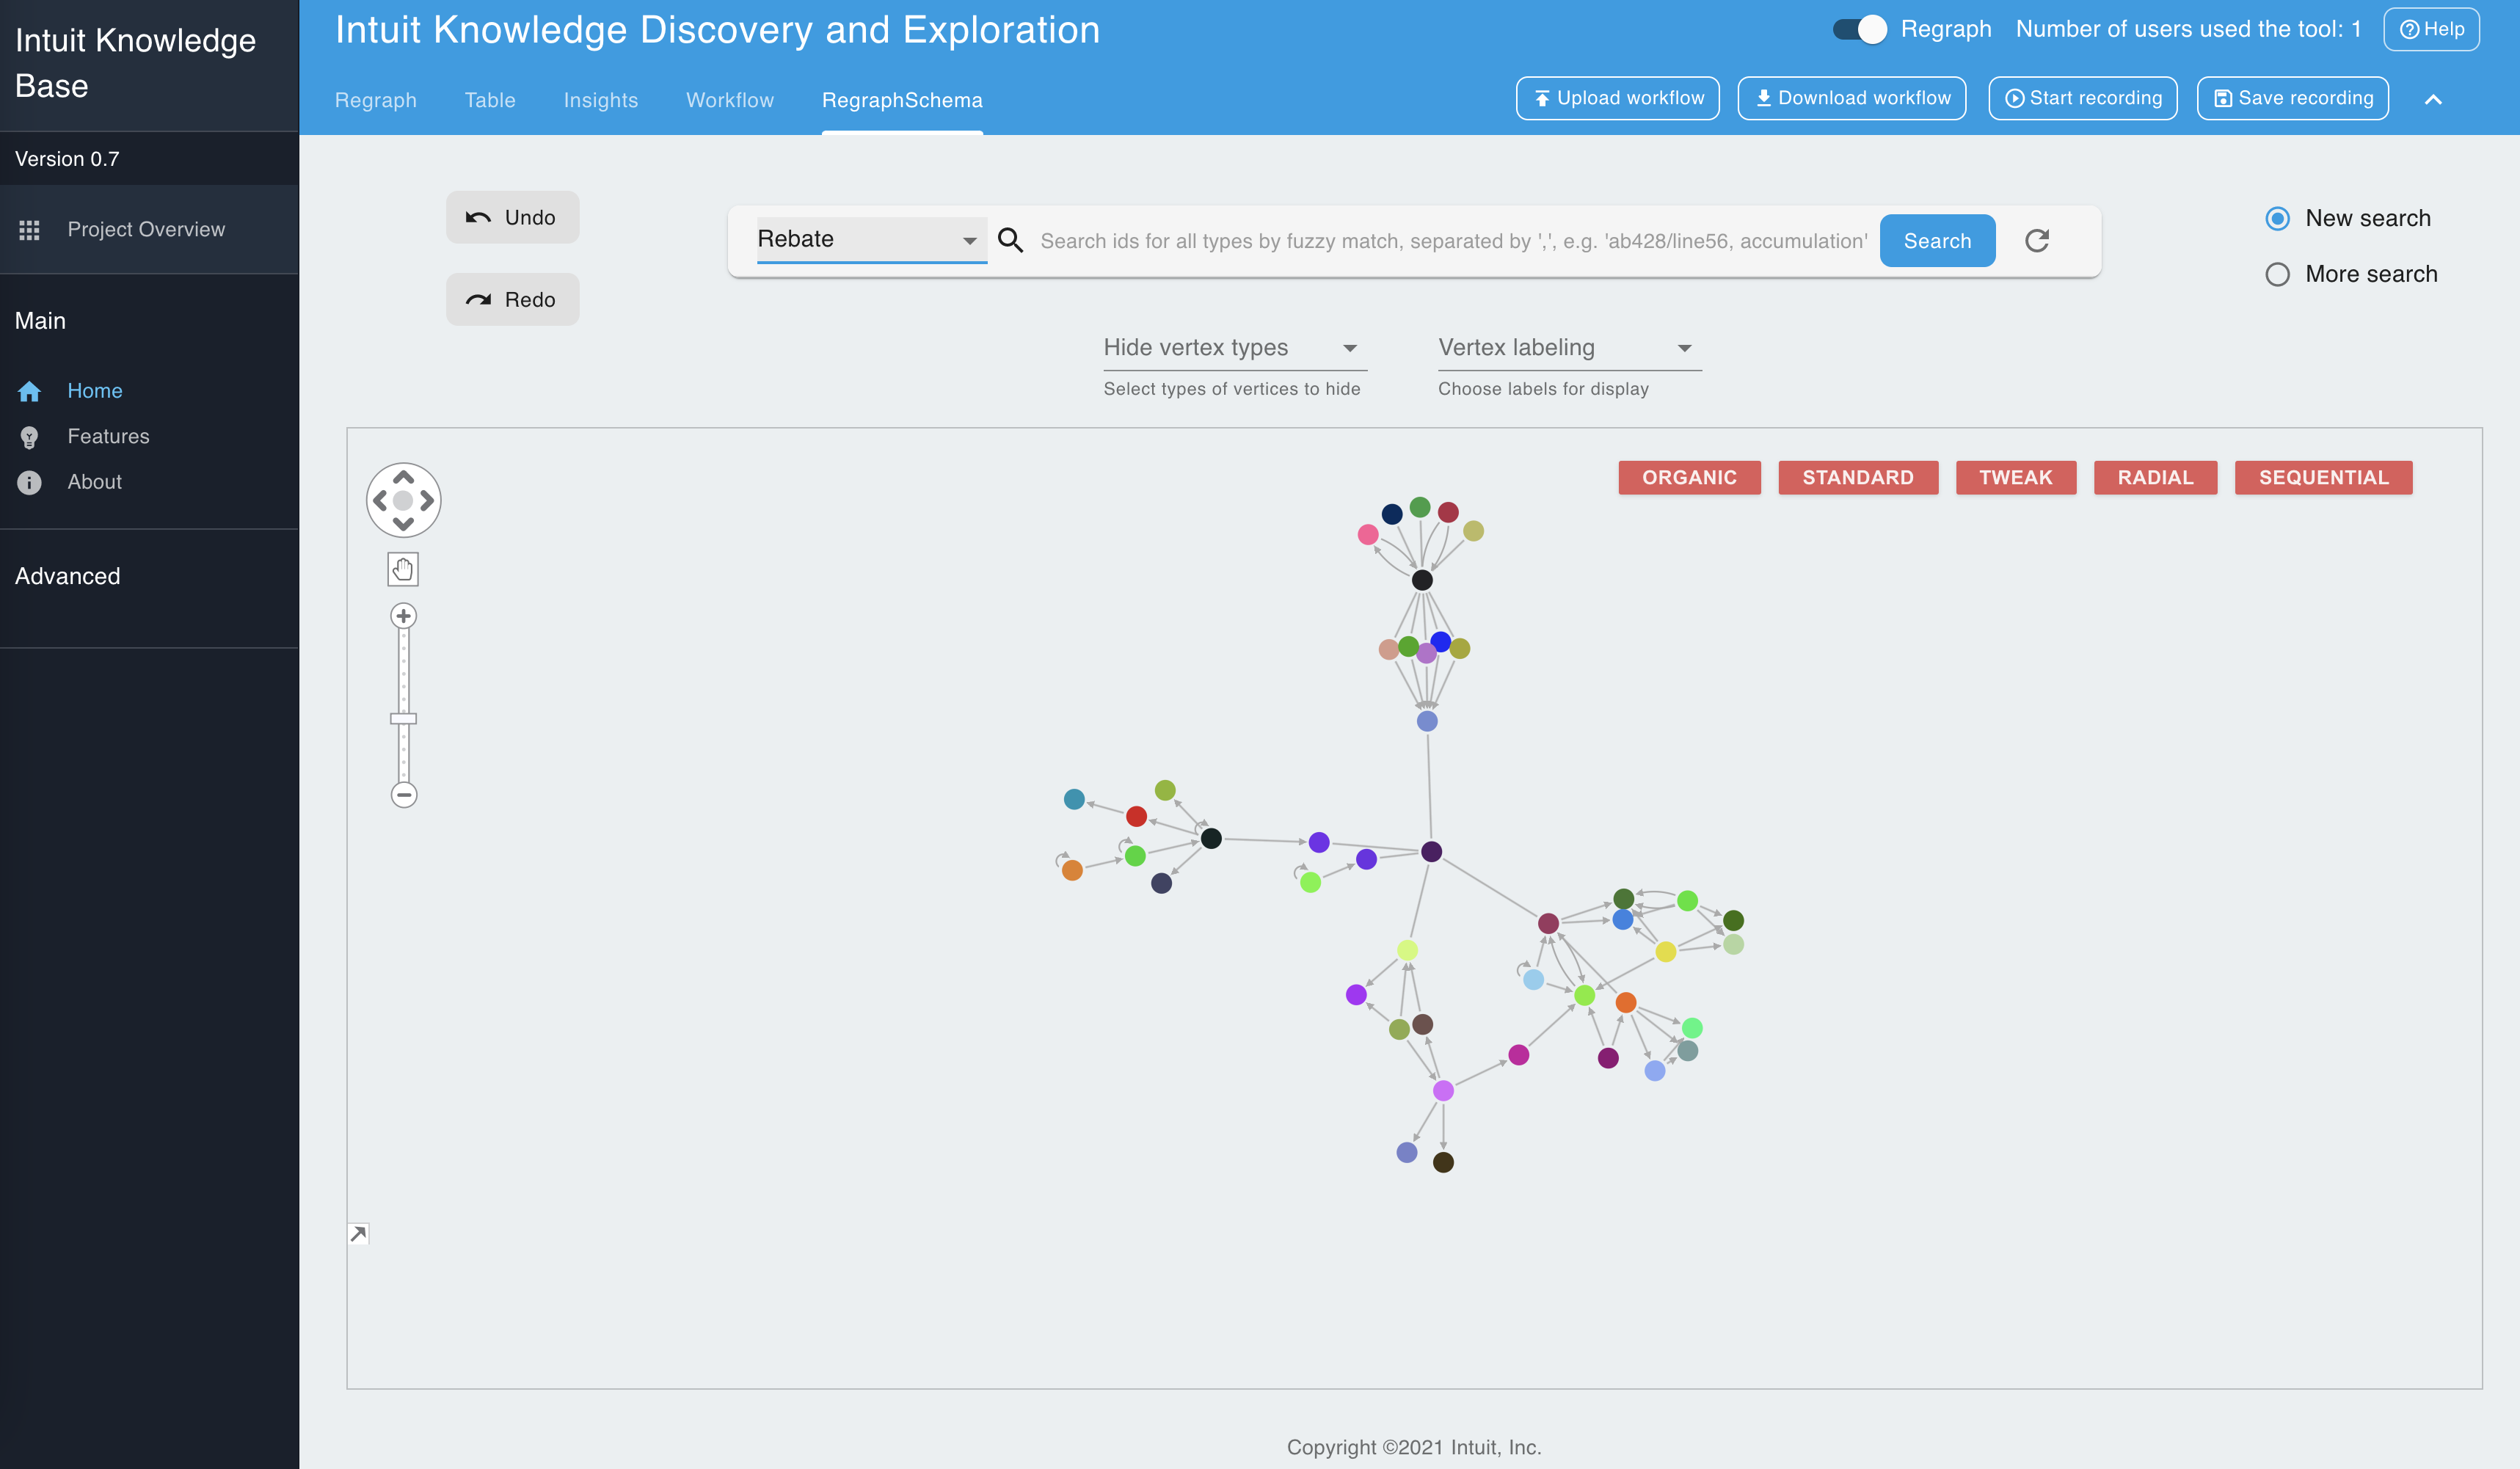 Intuit Knowledge
Base
Version 0.7
Project Overview
Main
Home
Features
About
Advanced
Intuit Knowledge Discovery and Exploration
Regraph
Number of users used the tool: 1
Help
Regraph
Table
Insights
Workflow
RegraphSchema
Upload workflow
Download workflow
Start recording
Save recording
Undo
Redo
Rebate
Search ids for all types by fuzzy match, separated by ',', e.g. 'ab428/line56, accumulation'
Search
New search
More search
Hide vertex types
Select types of vertices to hide
Vertex labeling
Choose labels for display
ORGANIC
STANDARD
TWEAK
RADIAL
SEQUENTIAL
Copyright ©2021 Intuit, Inc.